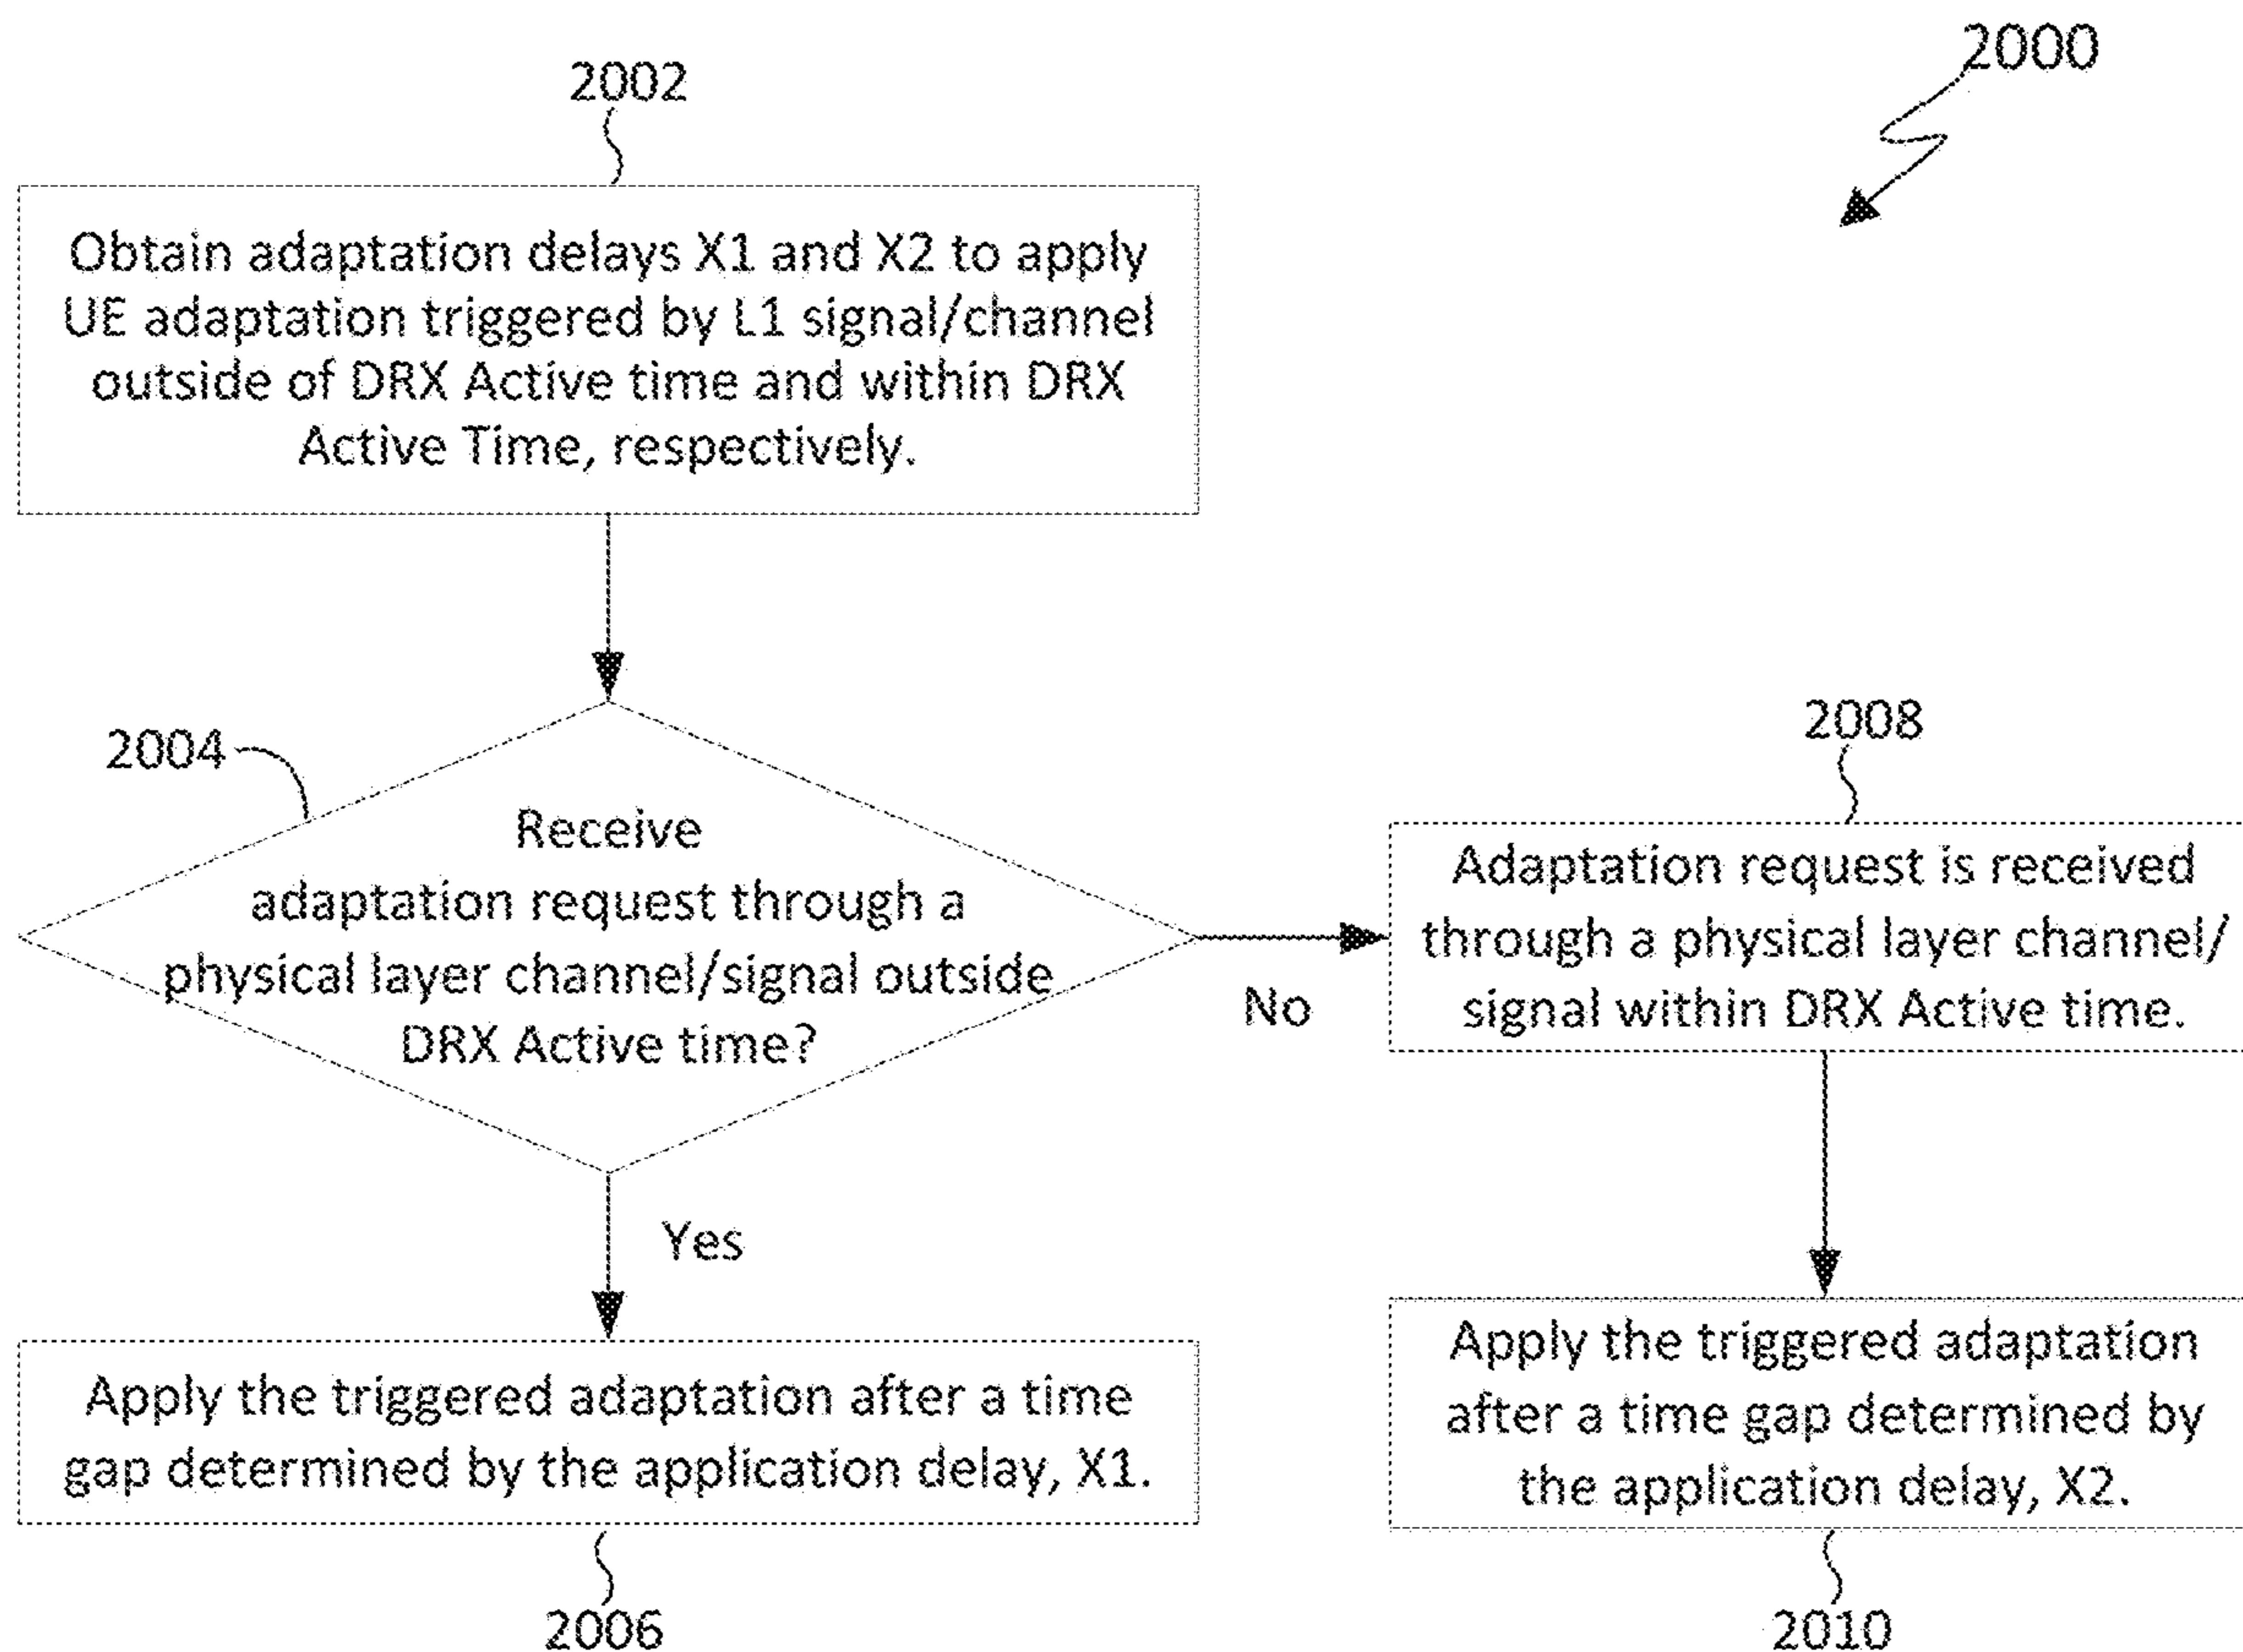 2000
2002
Obtain adaptation delays X1 and X2 to apply
UE adaptation triggered by L1 signal/channel
outside of DRX Active time and within DRX
Active Time, respectively.
2004
Receive
adaptation request through a
physical layer channel/signal outside
DRX Active time?
No
Yes
2008
Adaptation request is received
through a physical layer channel/
signal within DRX Active time.
Apply the triggered adaptation after a time
gap determined by the application delay, X1.
2006
Apply the triggered adaptation
after a time gap determined by
the application delay, X2.
2010